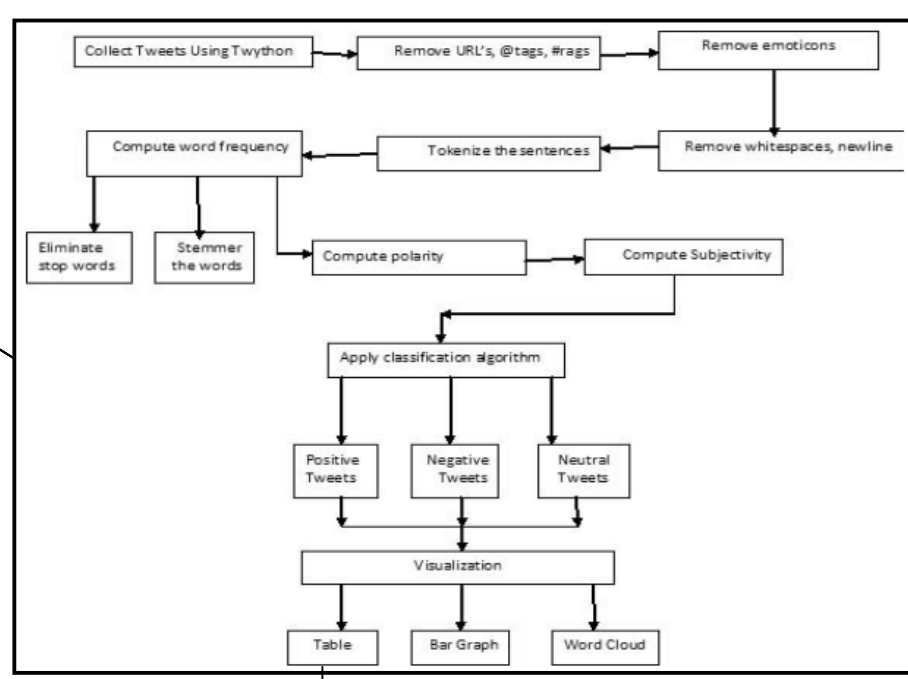 Collect Tweets Using Twython
Remove URL's, @tags, #rags
Remove emoticons
Remove whitespaces, newline
Tokenize the sentences
Compute word frequency
Eliminate
stop words
Stemmer
the words
Compute polarity
Compute Subjectivity
Apply classification algorithm
Positive
Tweets
Negative
Tweets
Neutral
Tweets
Visualization
Table
Bar Graph
Word Cloud